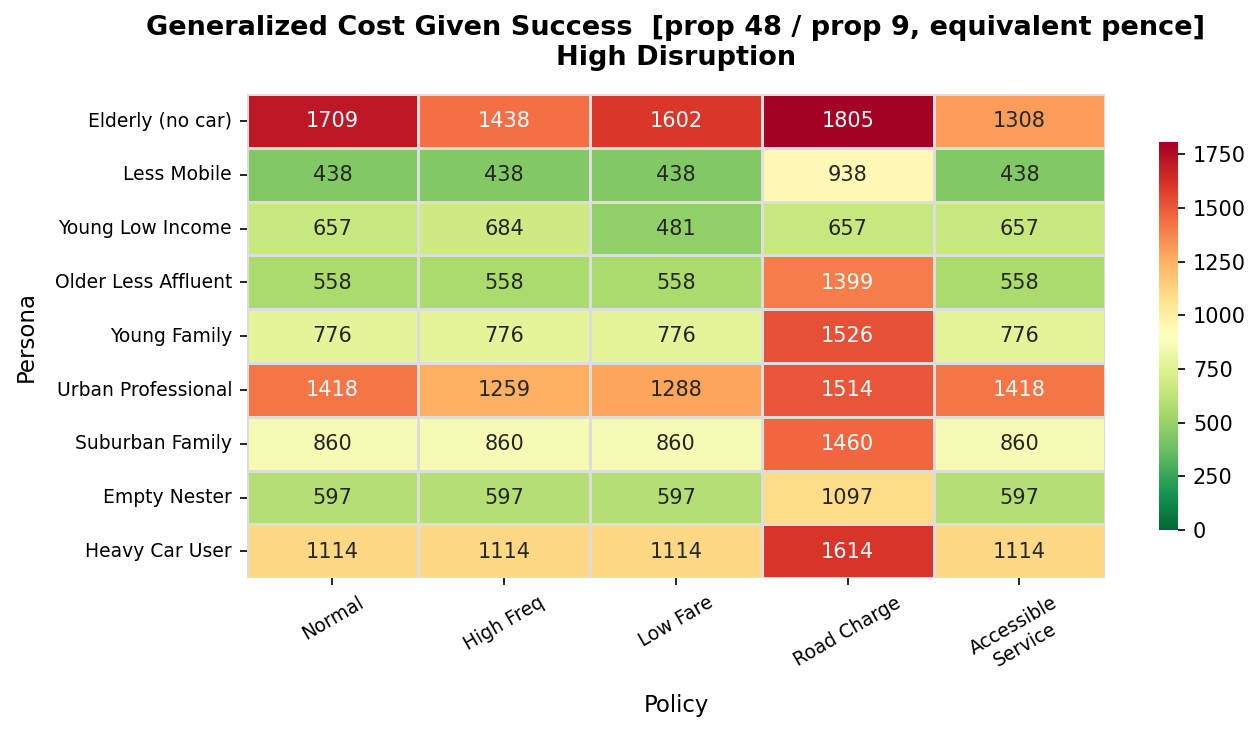 Generalized Cost Given Success [prop 48 / prop 9, equivalent pence]
High Disruption
Persona
Elderly (no car) 1709 1438 1602 1805 1308
Less Mobile 438 438 438 938 438
Young Low Income 657 684 481 657 657
Older Less Affluent 558 558 558 1399 558
Young Family 776 776 776 1526 776
Urban Professional 1418 1259 1288 1514 1418
Suburban Family 860 860 860 1460 860
Empty Nester 597 597 597 1097 597
Heavy Car User 1114 1114 1114 1614 1114
Normal High Freq Low Fare Road Charge Accessible
Service
Policy
1750
1500
1250
1000
750
500
250
0